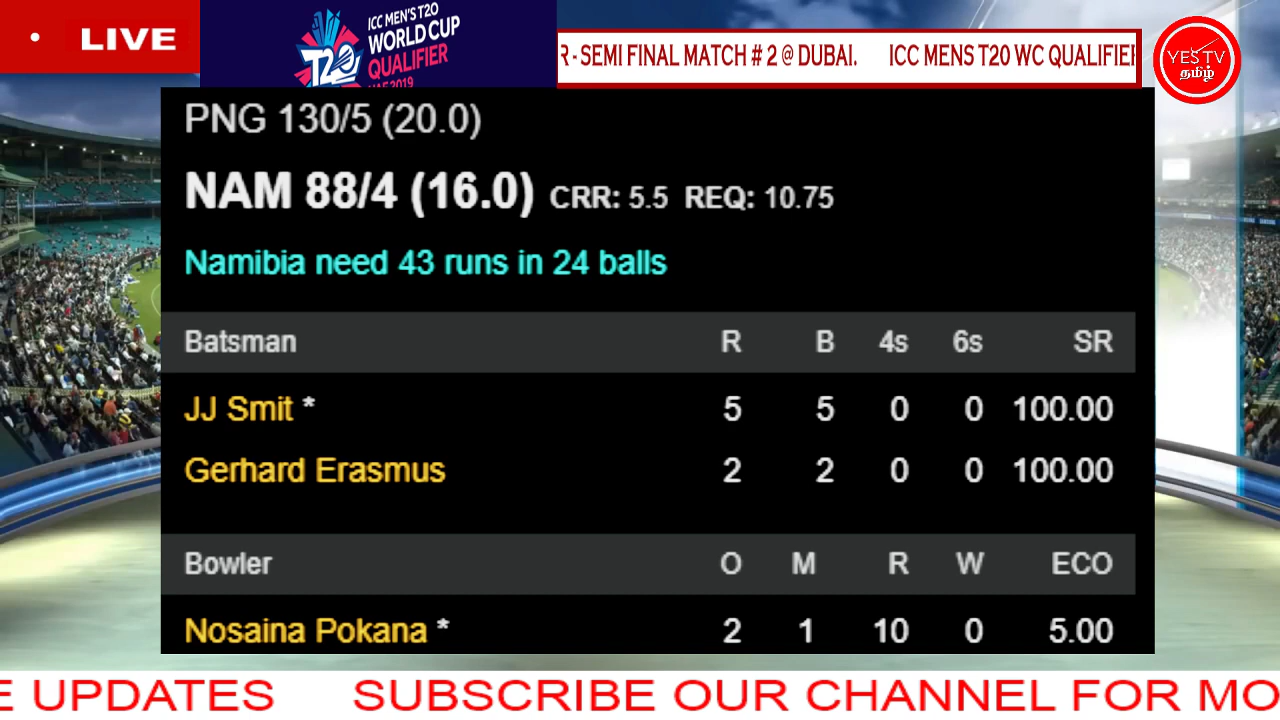 • LIVE
ICC MEN'S T20
WORLD CUP
QUALIFIER
UAE 2019
T20
R - SEMI FINAL MATCH # 2 @ DUBAI. ICC MENS T20 WC QUALIFIER
YES TV
தமிழ்
PNG 130/5 (20.0)
NAM 88/4 (16.0) CRR: 5.5 REQ: 10.75
Namibia need 43 runs in 24 balls
Batsman R B 4s 6s SR
JJ Smit * 5 5 0 0 100.00
Gerhard Erasmus 2 2 0 0 100.00
Bowler O M R W ECO
Nosaina Pokana * 2 1 10 0 5.00
E UPDATES SUBSCRIBE OUR CHANNEL FOR MO